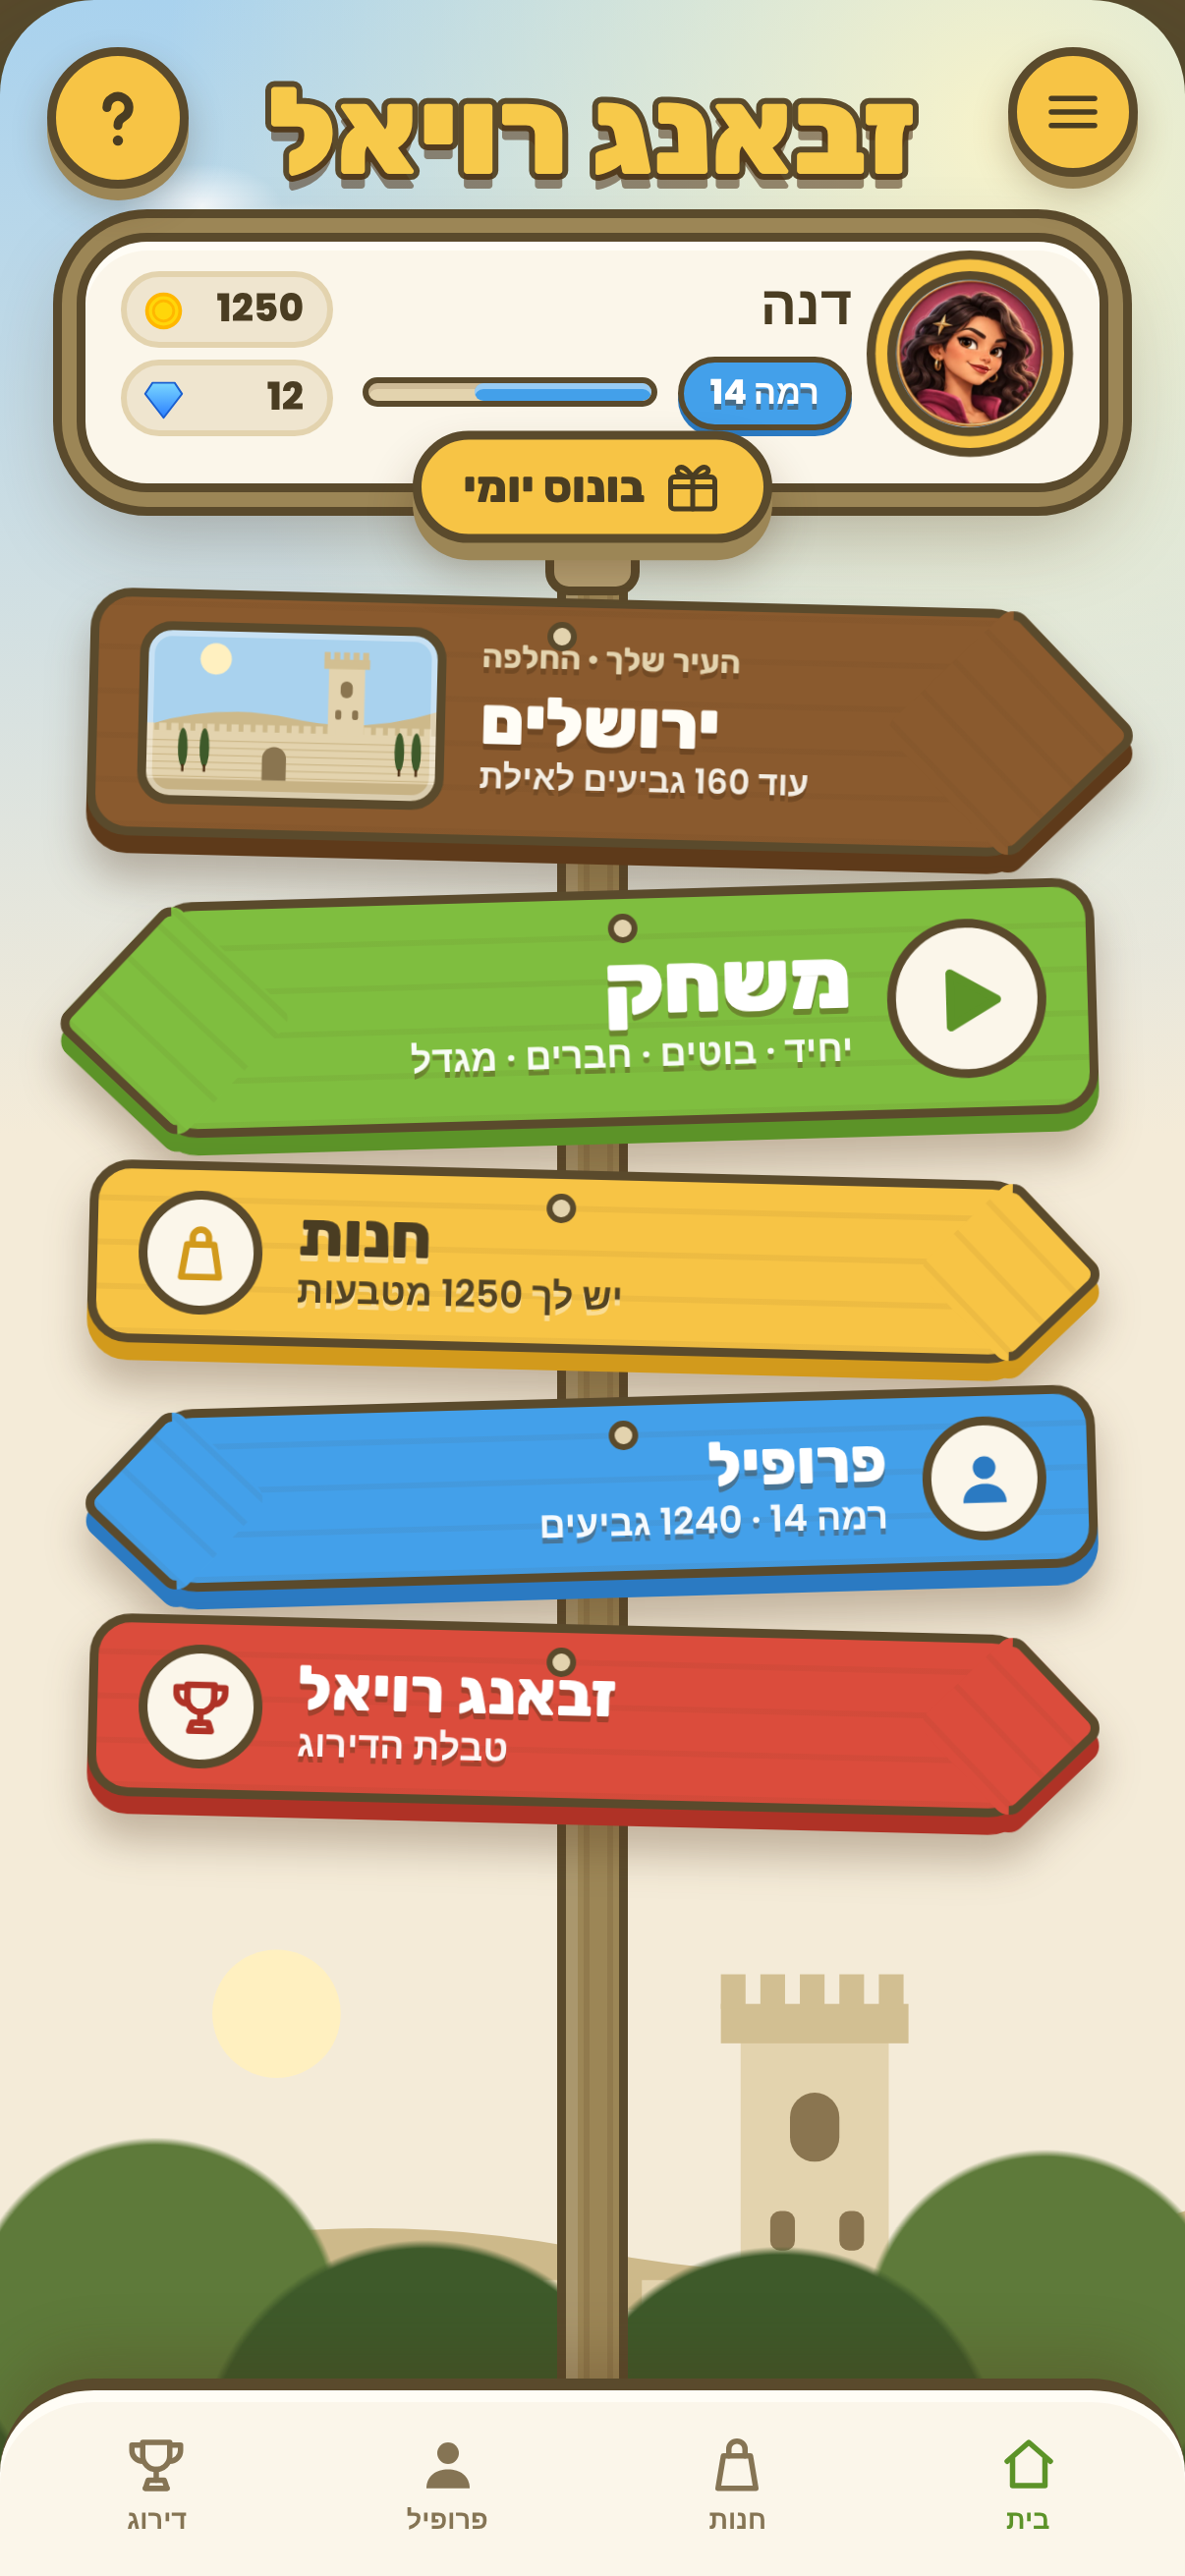 ?
זבאנג רויאל
דנה
1250
רמה 14
12
בונוס יומי
העיר שלך • החלפה
ירושלים
עוד 160 גביעים לאילת
משחק
יחיד • בוטים • חברים • מגדל
חנות
יש לך 1250 מטבעות
פרופיל
רמה 14 • 1240 גביעים
זבאנג רויאל
טבלת הדירוג
בית
חנות
פרופיל
דירוג